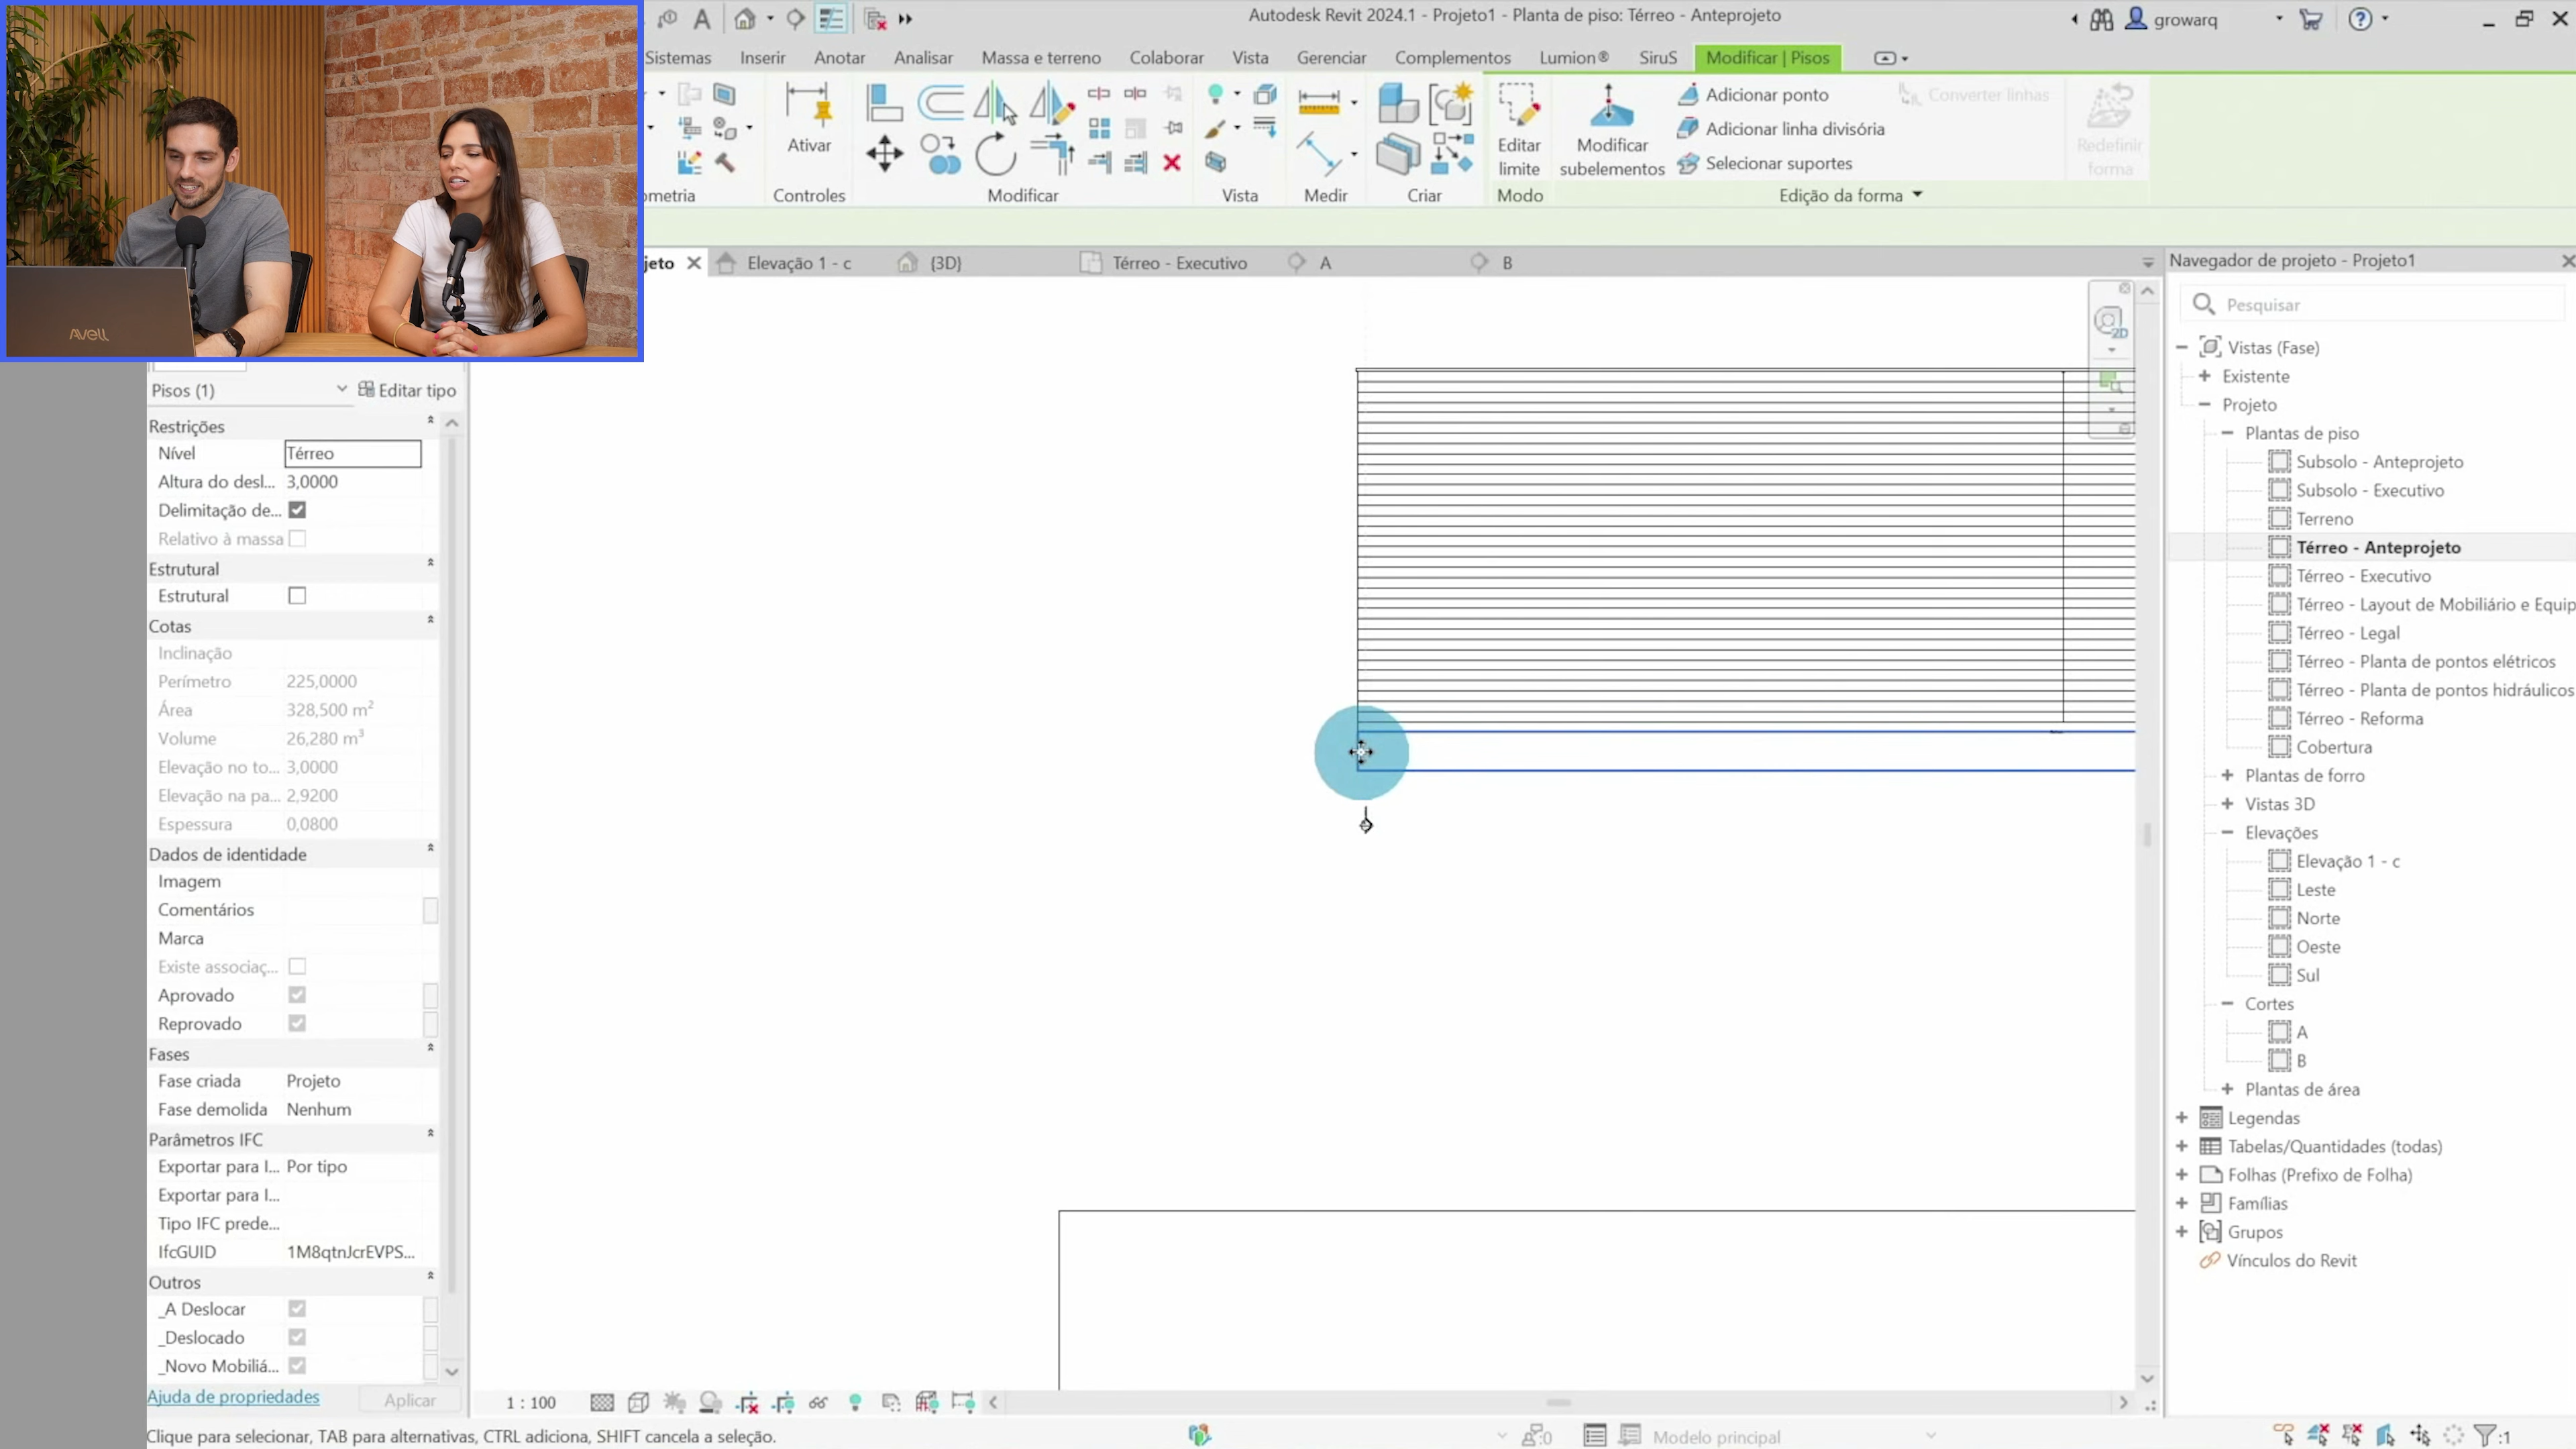 Autodesk Revit 2024.1 - Projeto1 - Planta de piso: Térreo - Anteprojeto
growarq
Sistemas
Inserir
Anotar
Analisar
Massa e terreno
Colaborar
Vista
Gerenciar
Complementos
Lumion®
SiruS
Modificar | Pisos
Ativar
Editar limite
Modificar subelementos
Adicionar ponto
Adicionar linha divisória
Selecionar suportes
Converter linhas
Redefinir forma
ometria
Controles
Modificar
Vista
Medir
Criar
Modo
Edição da forma
jeto
Elevação 1 - c
{3D}
Térreo - Executivo
A
B
AVell
Pisos (1)
Editar tipo
Restrições
Nível Térreo
Altura do desl... 3,0000
Delimitação de...
Relativo à massa
Estrutural
Estrutural
Cotas
Inclinação
Perímetro 225,0000
Área 328,500 m²
Volume 26,280 m³
Elevação no to... 3,0000
Elevação na pa... 2,9200
Espessura 0,0800
Dados de identidade
Imagem
Comentários
Marca
Existe associaç...
Aprovado
Reprovado
Fases
Fase criada Projeto
Fase demolida Nenhum
Parâmetros IFC
Exportar para I... Por tipo
Exportar para I...
Tipo IFC prede...
IfcGUID 1M8qtnJcrEVPS...
Outros
_A Deslocar
_Deslocado
_Novo Mobiliá...
Ajuda de propriedades
Aplicar
2D
1 : 100
Navegador de projeto - Projeto1
Pesquisar
Vistas (Fase)
Existente
Projeto
Plantas de piso
Subsolo - Anteprojeto
Subsolo - Executivo
Terreno
Térreo - Anteprojeto
Térreo - Executivo
Térreo - Layout de Mobiliário e Equip
Térreo - Legal
Térreo - Planta de pontos elétricos
Térreo - Planta de pontos hidráulicos
Térreo - Reforma
Cobertura
Plantas de forro
Vistas 3D
Elevações
Elevação 1 - c
Leste
Norte
Oeste
Sul
Cortes
A
B
Plantas de área
Legendas
Tabelas/Quantidades (todas)
Folhas (Prefixo de Folha)
Famílias
Grupos
Vínculos do Revit
Clique para selecionar, TAB para alternativas, CTRL adiciona, SHIFT cancela a seleção.
:0
Modelo principal
:1